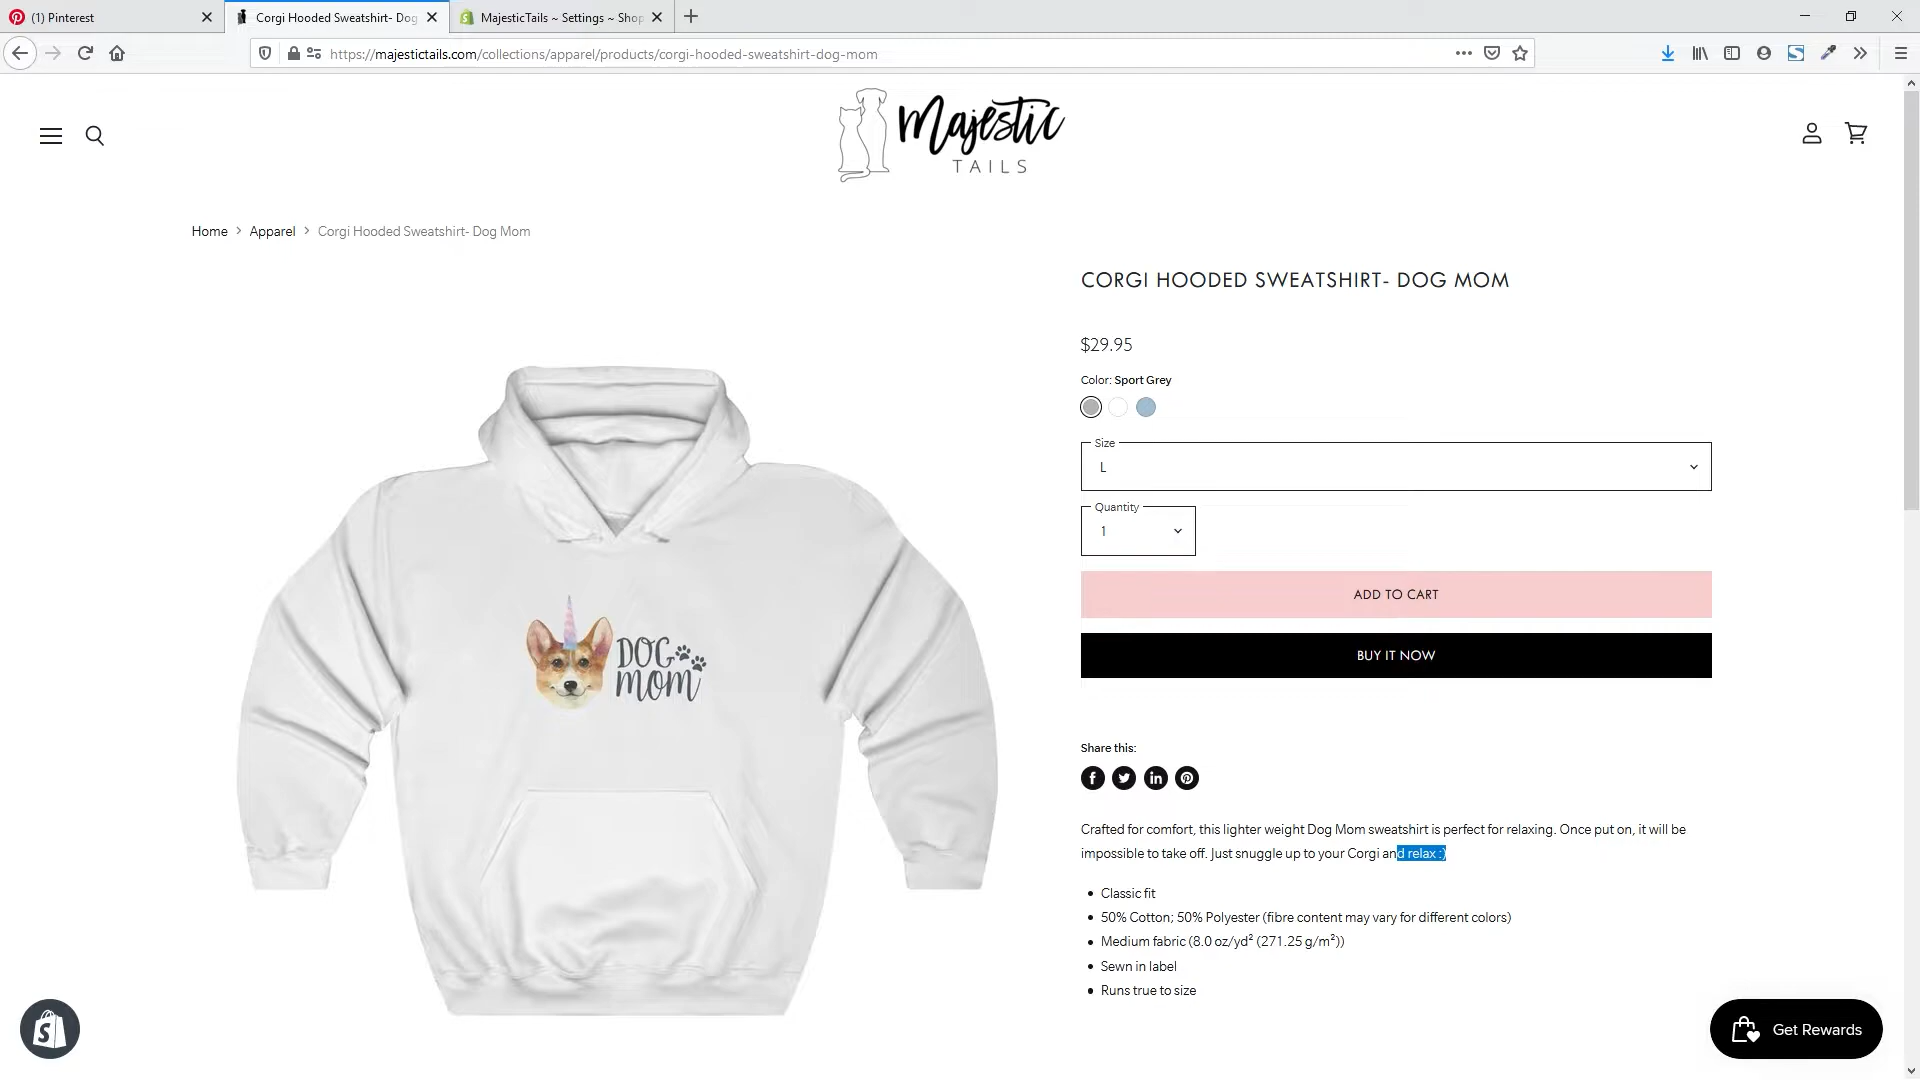 (1) Pinterest
Corgi Hooded Sweatshirt- Dog
MajesticTails ~ Settings ~ Shop
https://majestictails.com/collections/apparel/products/corgi-hooded-sweatshirt-dog-mom
Majestic
TAILS
Home > Apparel > Corgi Hooded Sweatshirt- Dog Mom
CORGI HOODED SWEATSHIRT- DOG MOM
$29.95
Color: Sport Grey
Size
L
Quantity
1
ADD TO CART
BUY IT NOW
DOG
MOM
Share this:
Crafted for comfort, this lighter weight Dog Mom sweatshirt is perfect for relaxing. Once put on, it will be
impossible to take off. Just snuggle up to your Corgi and relax :)
• Classic fit
• 50% Cotton; 50% Polyester (fibre content may vary for different colors)
• Medium fabric (8.0 oz/yd² (271.25 g/m²))
• Sewn in label
• Runs true to size
Get Rewards